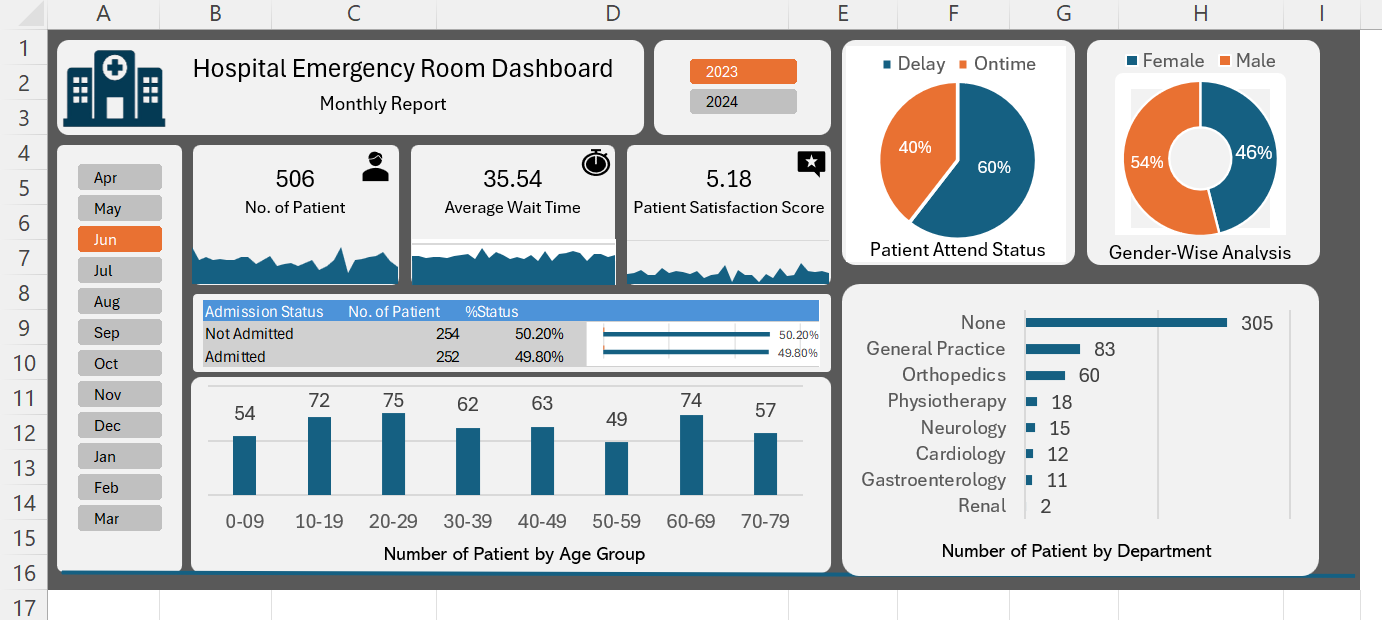 A B C D E F G H I
1
2
3
4
5
6
7
8
9
10
11
12
13
14
15
16
17
Hospital Emergency Room Dashboard
Monthly Report
2023
2024
Apr
May
Jun
Jul
Aug
Sep
Oct
Nov
Dec
Jan
Feb
Mar
506
No. of Patient
35.54
Average Wait Time
5.18
Patient Satisfaction Score
Delay Ontime
40%
60%
Patient Attend Status
Female Male
54%
46%
Gender-Wise Analysis
Admission Status No. of Patient %Status
Not Admitted 254 50.20% 50.20%
Admitted 252 49.80% 49.80%
54 72 75 62 63 49 74 57
0-09 10-19 20-29 30-39 40-49 50-59 60-69 70-79
Number of Patient by Age Group
None 305
General Practice 83
Orthopedics 60
Physiotherapy 18
Neurology 15
Cardiology 12
Gastroenterology 11
Renal 2
Number of Patient by Department